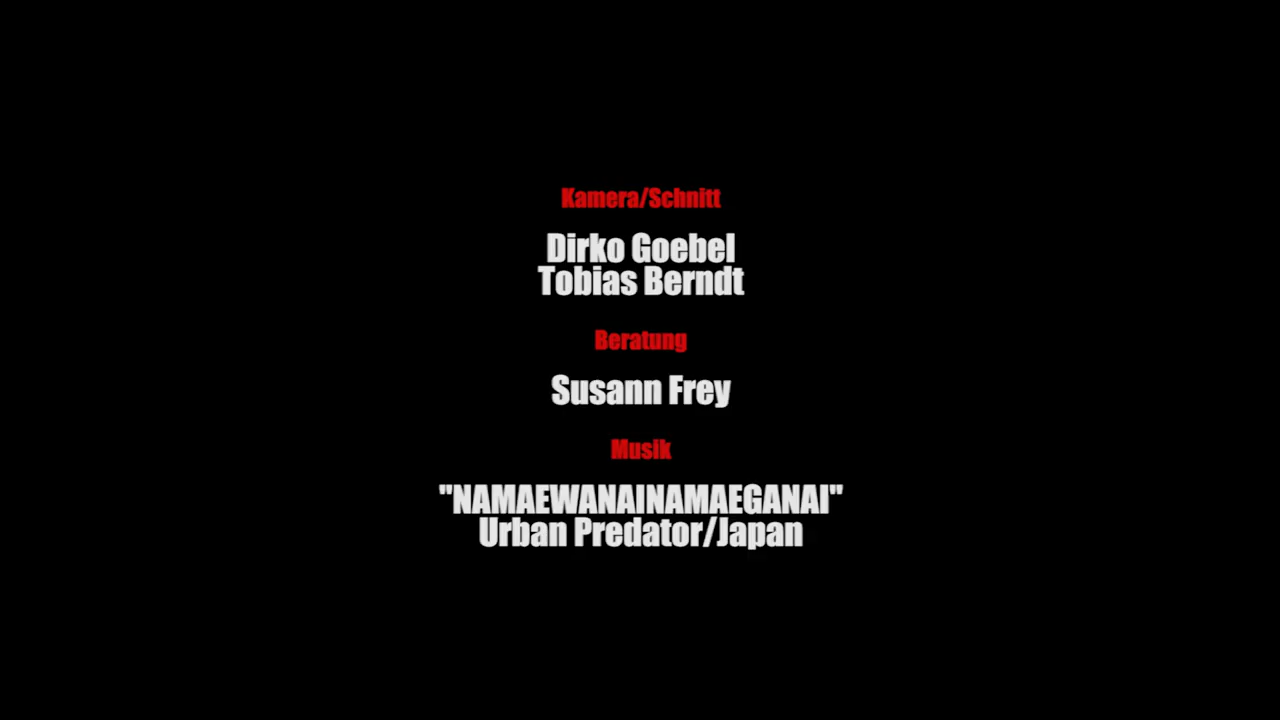 Kamera/Schnitt
Dirko Goebel
Tobias Berndt
Beratung
Susann Frey
Musik
"NAMAEWANAINAMAEGANAI"
Urban Predator/Japan